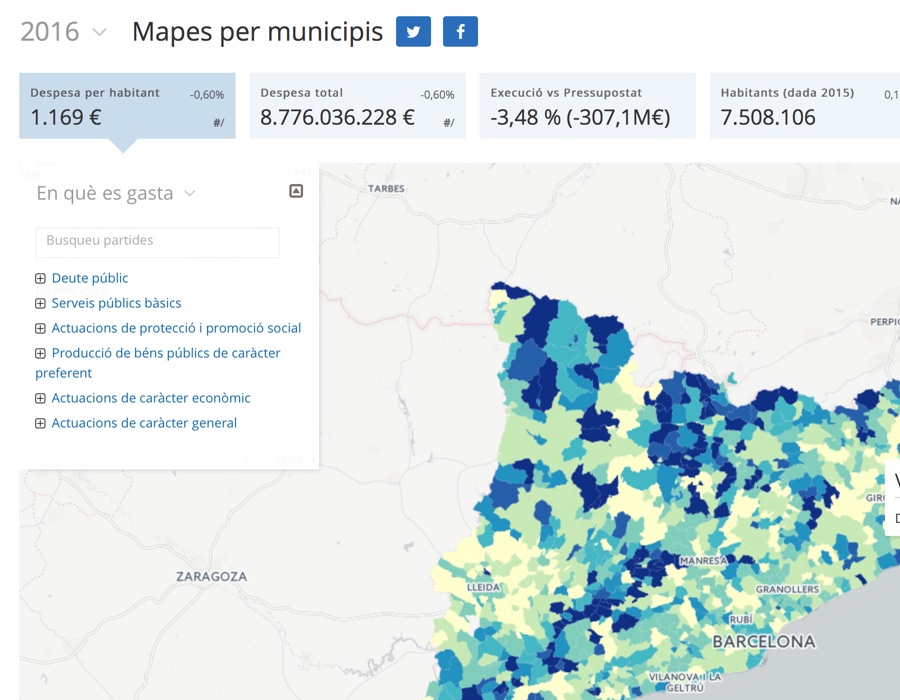 2016 Mapes per municipis
Despesa per habitant -0,60%
1.169 € #/
Despesa total -0,60%
8.776.036.228 € #/
Execució vs Pressupostat
-3,48 % (-307,1M€)
Habitants (dada 2015) 0,1
7.508.106
En què es gasta
Busqueu partides
Deute públic
Serveis públics bàsics
Actuacions de protecció i promoció social
Producció de béns públics de caràcter
preferent
Actuacions de caràcter econòmic
Actuacions de caràcter general
TARBES
NA
PERPIG
GIRO
V
D
ZARAGOZA
LLEIDA
MANRESA
GRANOLLERS
RUBÍ
BARCELONA
VILANOVA I LA
GELTRÚ